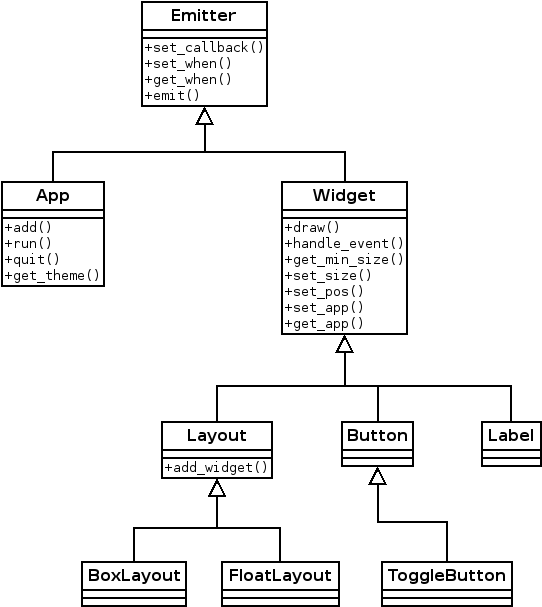 Emitter
+set_callback()
+set_when()
+get_when()
+emit()
App
+add()
+run()
+quit()
+get_theme()
Widget
+draw()
+handle_event()
+get_min_size()
+set_size()
+set_pos()
+set_app()
+get_app()
Layout
+add_widget()
Button
Label
BoxLayout
FloatLayout
ToggleButton